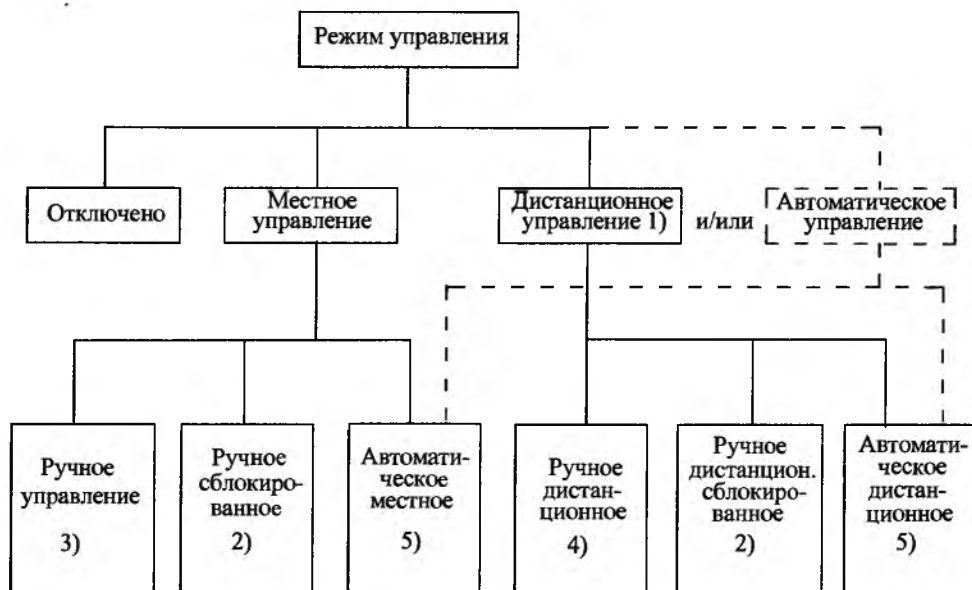 Режим управления
Отключено
Местное
управление
Дистанционное
управление 1)
и/или
Автоматическое
управление
Ручное
управление
3)
Ручное
сблокиро-
ванное
2)
Автомати-
ческое
местное
5)
Ручное
дистан-
ционное
4)
Ручное
дистанцион.
сблокиро-
ванное
2)
Автомати-
ческое
дистан-
ционное
5)